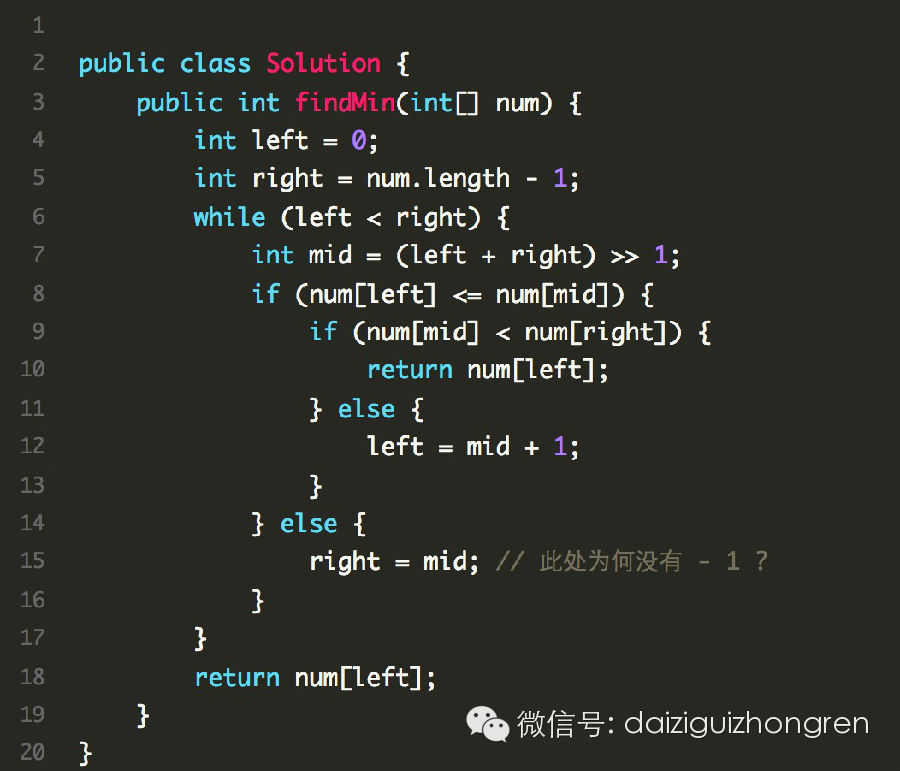 1
2 public class Solution {
3     public int findMin(int[] num) {
4         int left = 0;
5         int right = num.length - 1;
6         while (left < right) {
7             int mid = (left + right) >> 1;
8             if (num[left] <= num[mid]) {
9                 if (num[mid] < num[right]) {
10                     return num[left];
11                 } else {
12                     left = mid + 1;
13                 }
14             } else {
15                 right = mid; // 此处为何没有 - 1 ?
16             }
17         }
18         return num[left];
19     }
微信号: daiziguizhongren
20 }